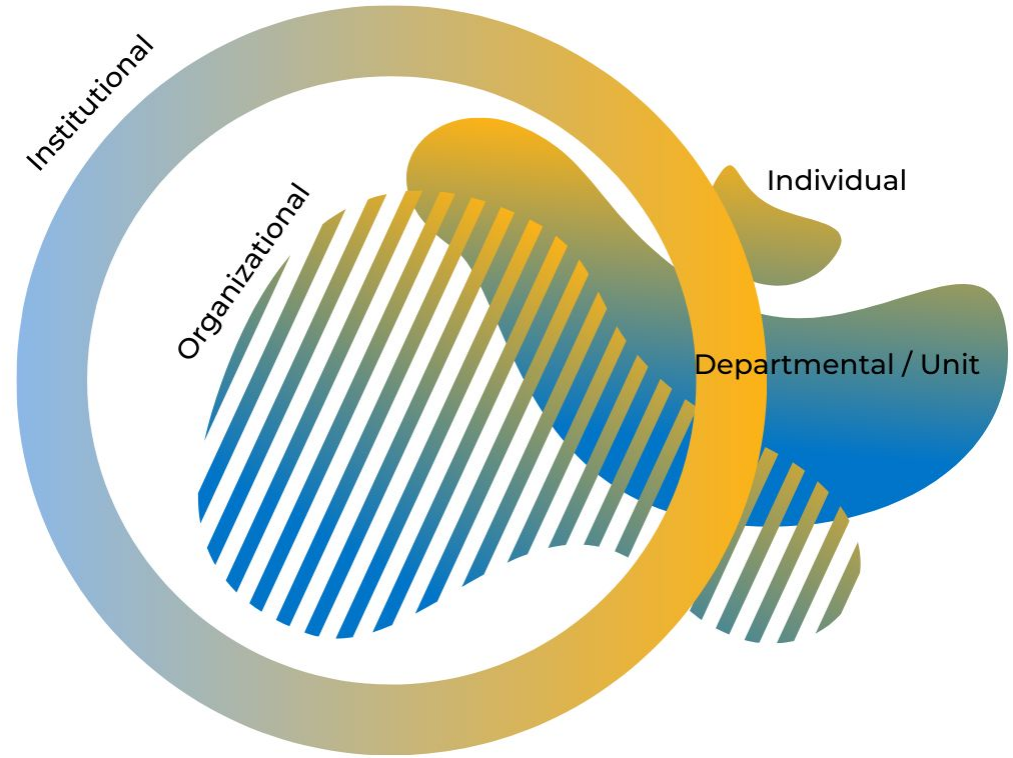 Institutional
Individual
Organizational
Departmental / Unit